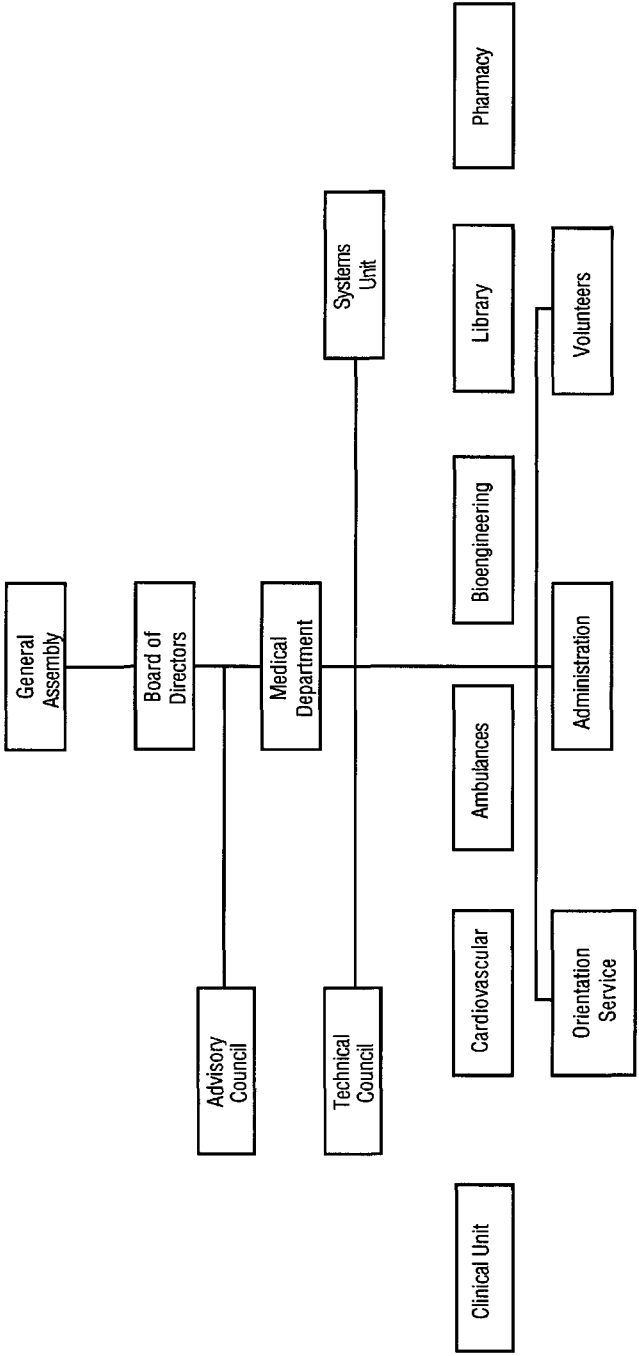 General
Assembly
Board of
Directors
Advisory
Council
Medical
Department
Technical
Council
Systems
Unit
Clinical Unit
Cardiovascular
Ambulances
Bioengineering
Library
Pharmacy
Orientation
Service
Administration
Volunteers